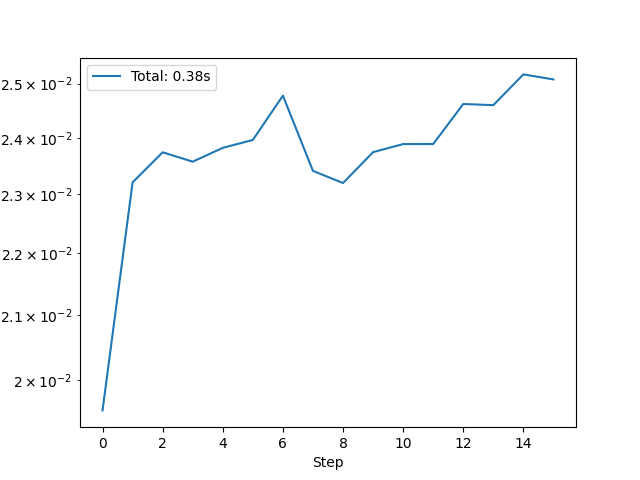 Total: 0.38s
2.5 × 10⁻²
2.4 × 10⁻²
2.3 × 10⁻²
2.2 × 10⁻²
2.1 × 10⁻²
2 × 10⁻²
0 2 4 6 8 10 12 14
Step